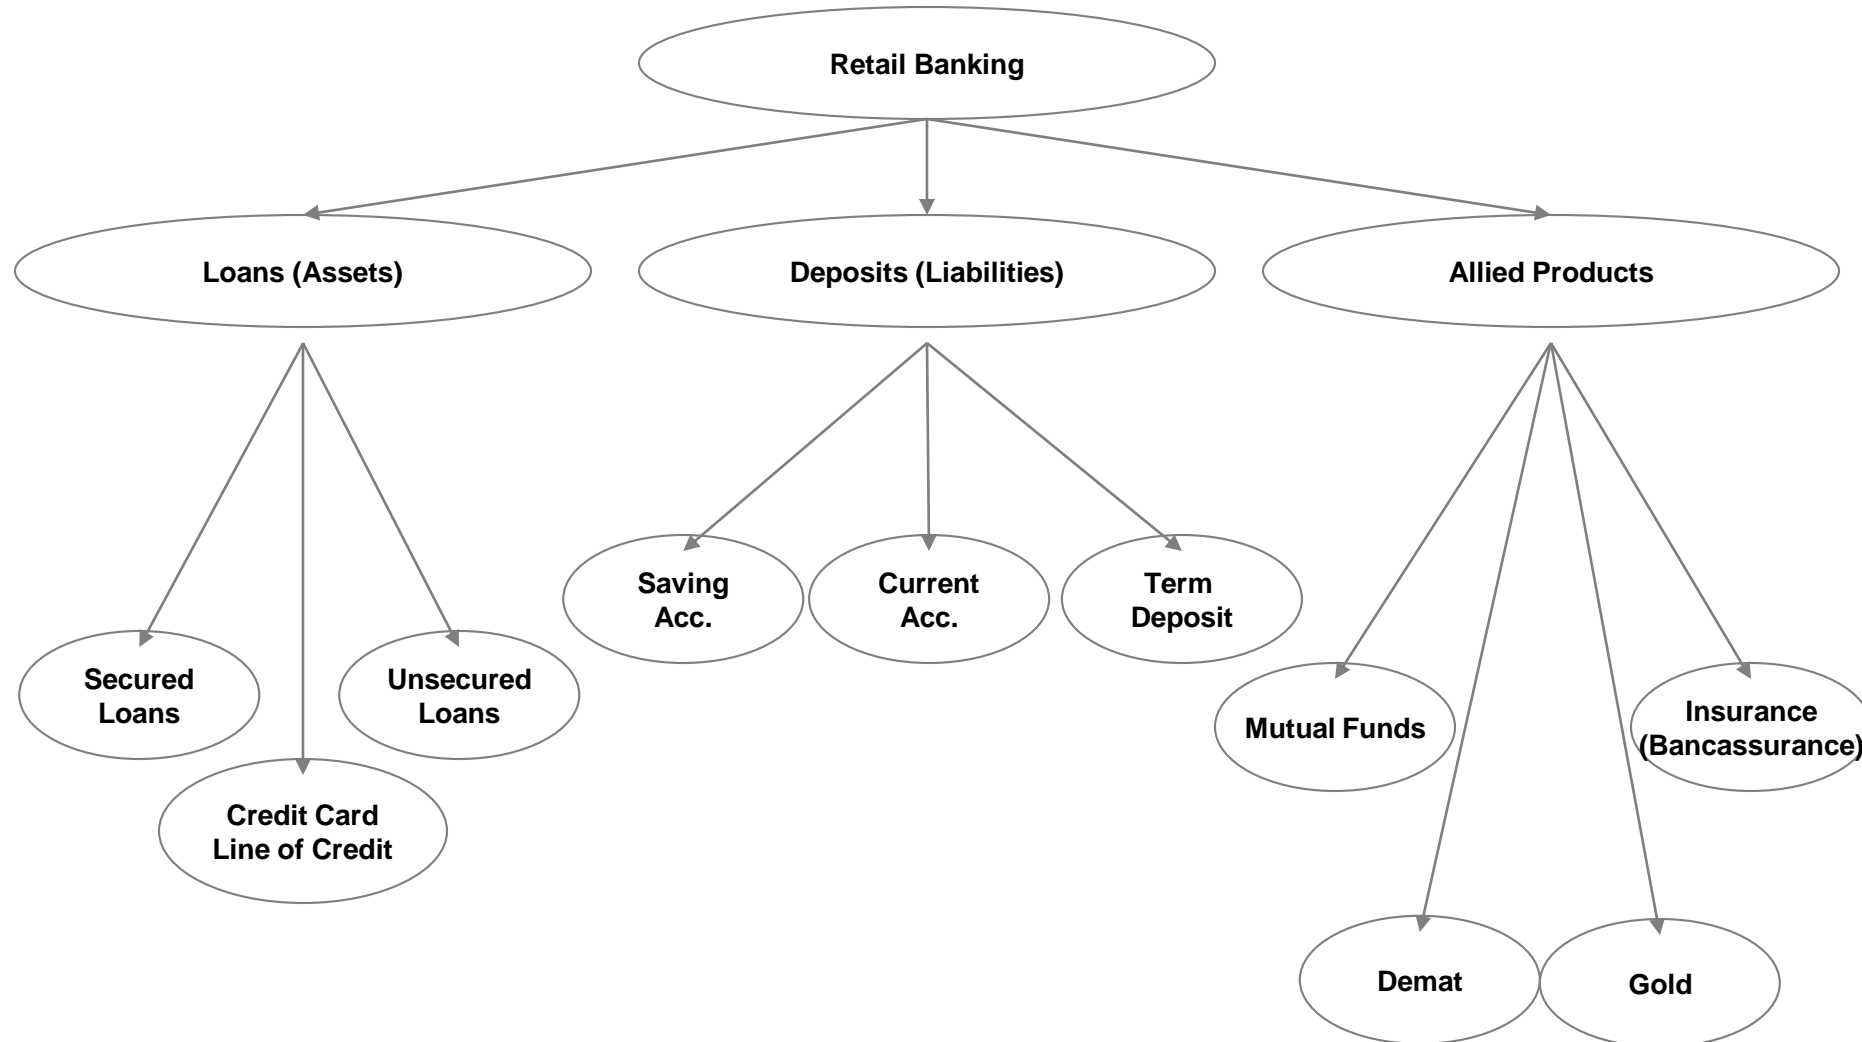 Retail Banking
Loans (Assets)
Deposits (Liabilities)
Allied Products
Saving
Acc.
Current
Acc.
Term
Deposit
Secured
Loans
Unsecured
Loans
Credit Card
Line of Credit
Mutual Funds
Insurance
(Bancassurance)
Demat
Gold